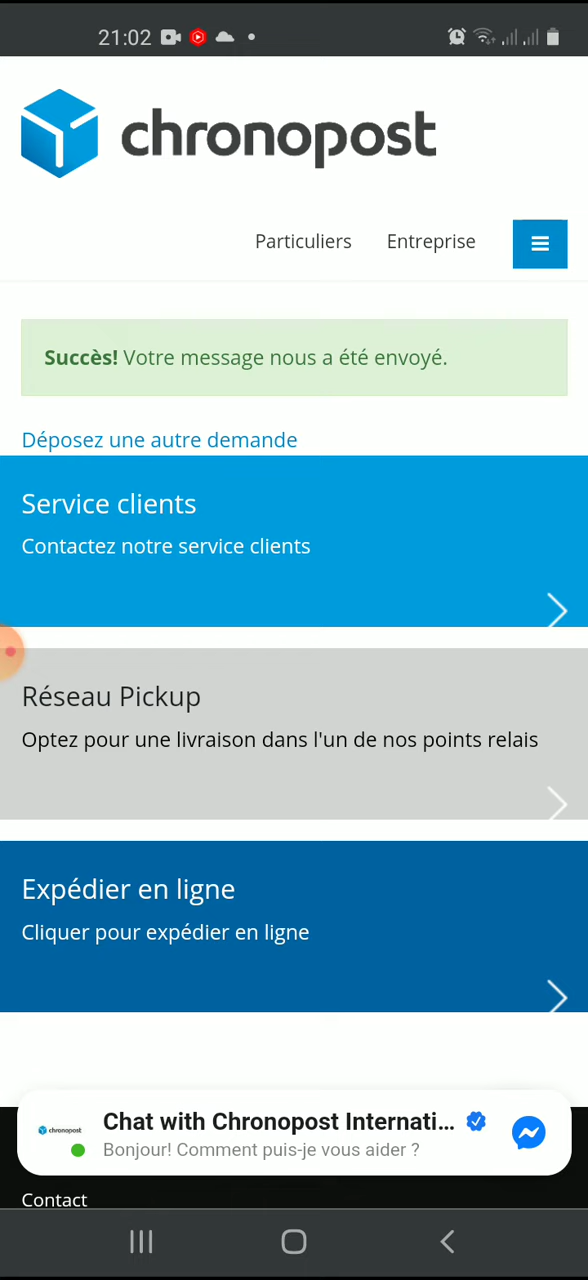 21:02
chronopost
Particuliers Entreprise
Succès! Votre message nous a été envoyé.
Déposez une autre demande
Service clients
Contactez notre service clients
Réseau Pickup
Optez pour une livraison dans l'un de nos points relais
Expédier en ligne
Cliquer pour expédier en ligne
chronopost
Chat with Chronopost Internati...
Bonjour! Comment puis-je vous aider ?
Contact